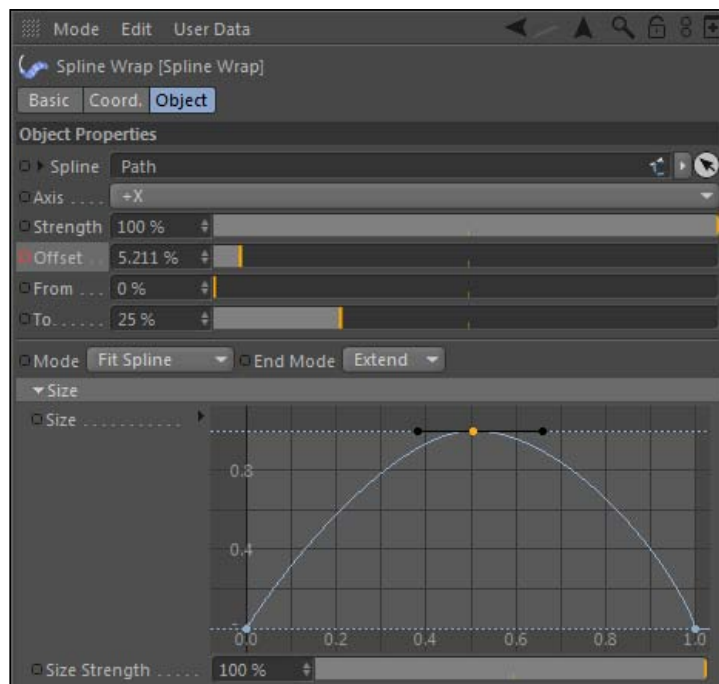 Mode Edit User Data
Spline Wrap [Spline Wrap]
Basic Coord. Object
Object Properties
Spline Path
Axis .... +X
Strength 100 %
Offset .. 5.211 %
From ... 0 %
To...... 25 %
Mode Fit Spline End Mode Extend
Size
Size ...........
0.8
0.4
0.0 0.2 0.4 0.6 0.8 1.0
Size Strength ..... 100 %